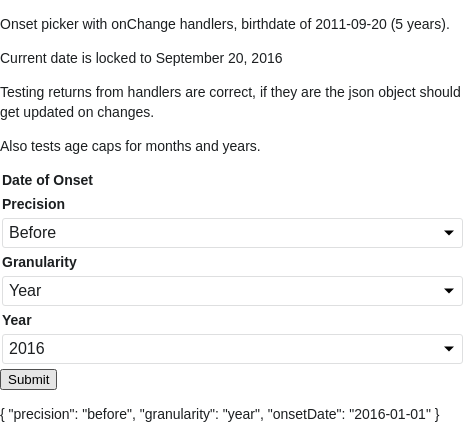 Onset picker with onChange handlers, birthdate of 2011-09-20 (5 years).
Current date is locked to September 20, 2016
Testing returns from handlers are correct, if they are the json object should
get updated on changes.
Also tests age caps for months and years.
Date of Onset
Precision
Before
Granularity
Year
Year
2016
Submit
{ "precision": "before", "granularity": "year", "onsetDate": "2016-01-01" }